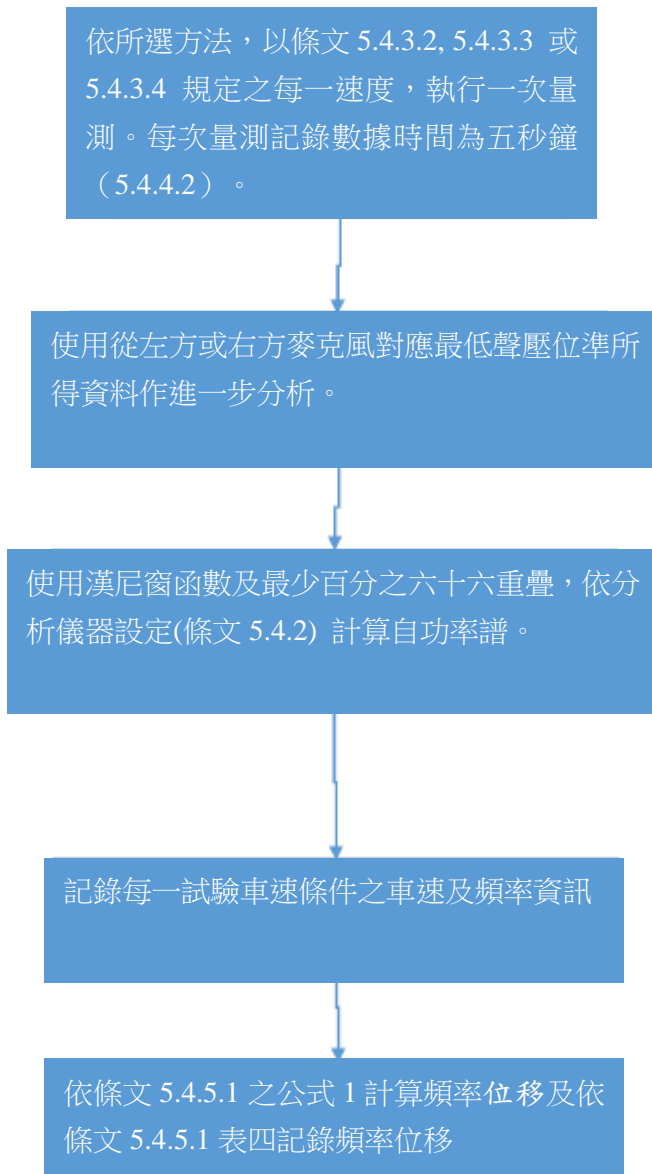 依所選方法，以條文 5.4.3.2, 5.4.3.3 或
5.4.3.4 規定之每一速度，執行一次量
測。每次量測記錄數據時間為五秒鐘
（5.4.4.2）。
使用從左方或右方麥克風對應最低聲壓位準所
得資料作進一步分析。
使用漢尼窗函數及最少百分之六十六重疊，依分
析儀器設定(條文 5.4.2) 計算自功率譜。
記錄每一試驗車速條件之車速及頻率資訊
依條文 5.4.5.1 之公式 1 計算頻率位移及依
條文 5.4.5.1 表四記錄頻率位移